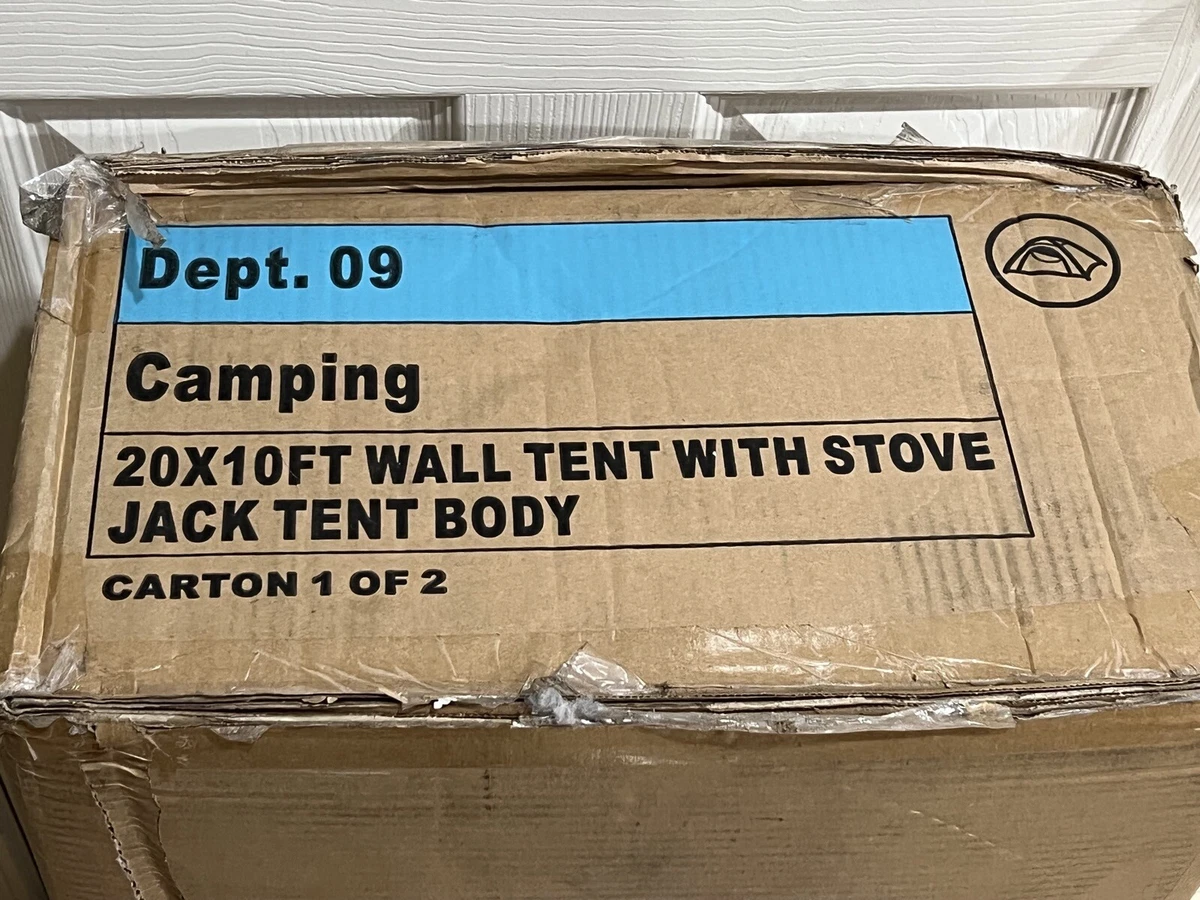 Dept. 09
Camping
20X10FT WALL TENT WITH STOVE
JACK TENT BODY
CARTON 1 OF 2